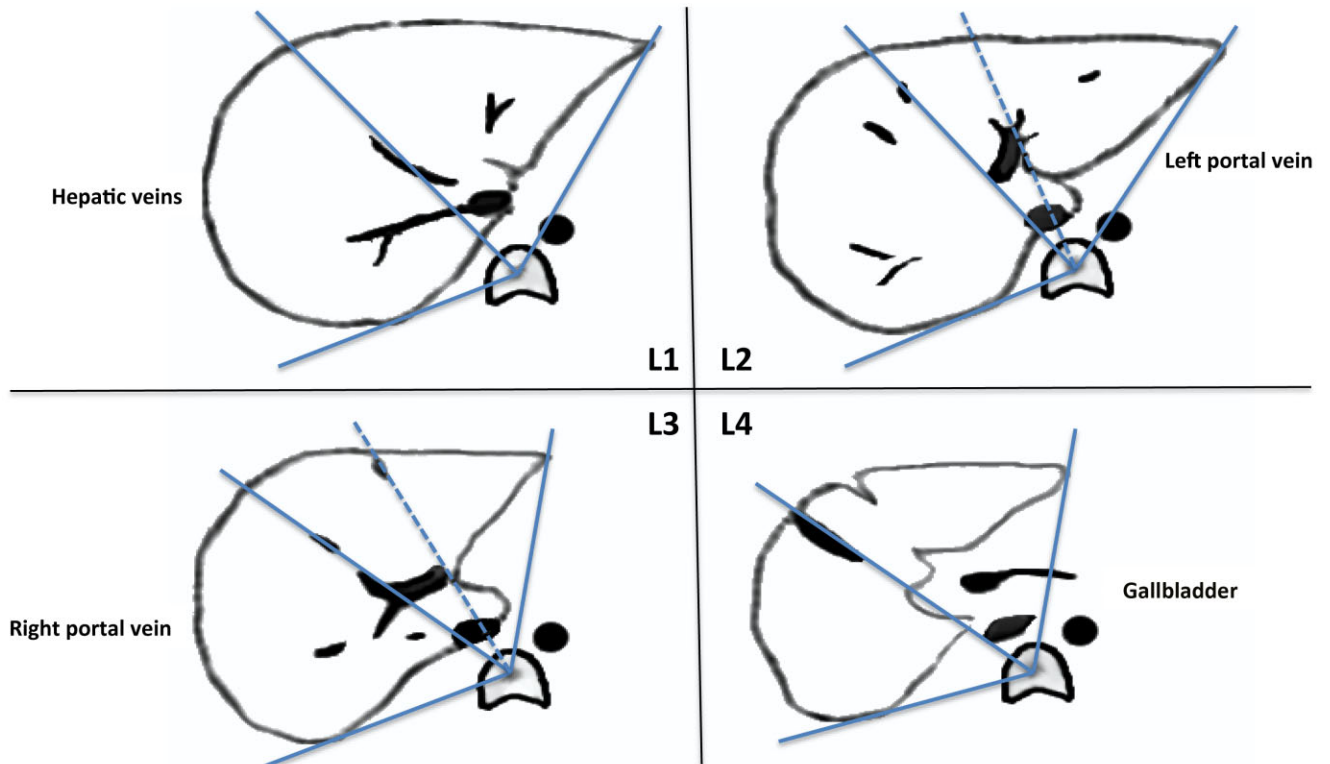 Hepatic veins
L1
L2
Left portal vein
L3
L4
Right portal vein
Gallbladder